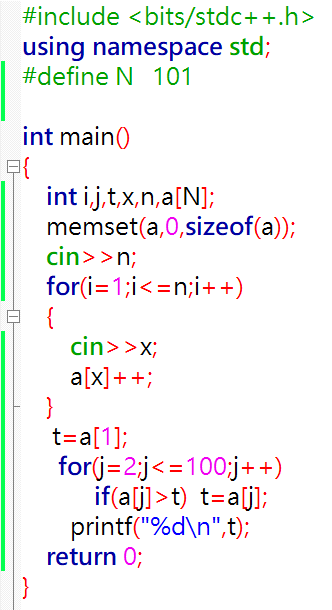 #include <bits/stdc++.h>
using namespace std;
#define N   101

int main()
{
    int i,j,t,x,n,a[N];
    memset(a,0,sizeof(a));
    cin>>n;
    for(i=1;i<=n;i++)
    {
        cin>>x;
        a[x]++;
    }
     t=a[1];
      for(j=2;j<=100;j++)
           if(a[j]>t)  t=a[j];
        printf("%d\n",t);
    return 0;
}